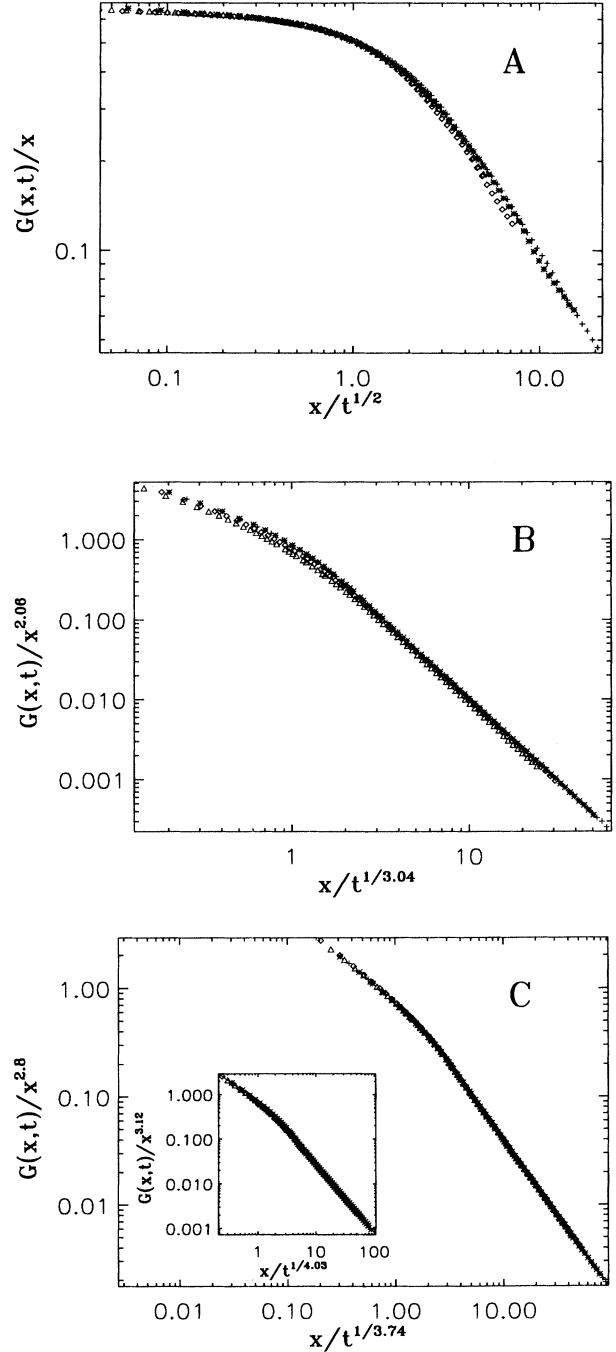 A
G(x,t)/x
0.1
0.1 1.0 10.0
x/t^1/2
B
G(x,t)/x^2.06
1.000
0.100
0.010
0.001
1 10
x/t^1/3.04
C
G(x,t)/x^2.8
1.00
0.10
0.01
G(x,t)/x^3.12
1.000
0.100
0.010
0.001
1 10 100
x/t^1/4.03
0.01 0.10 1.00 10.00
x/t^1/3.74